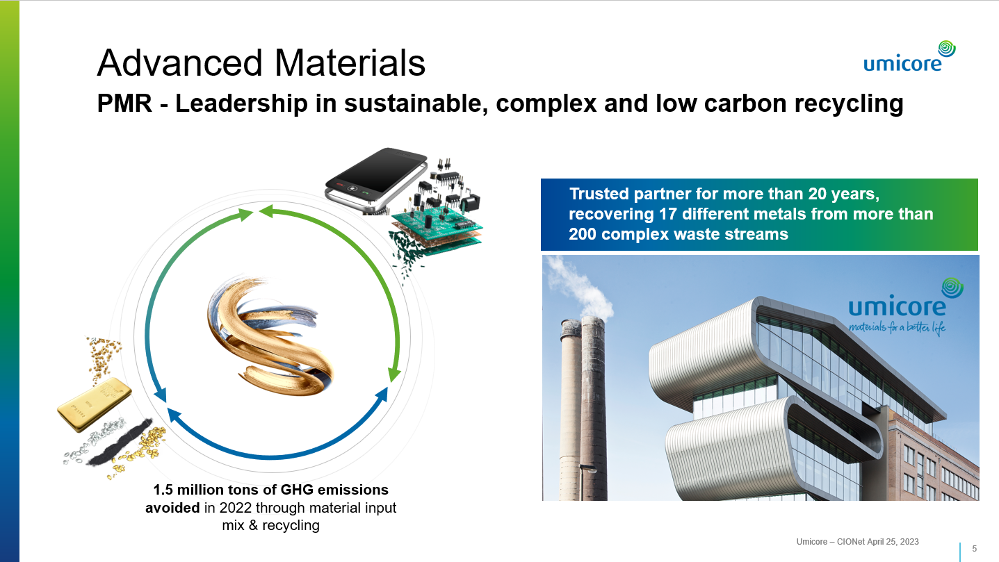 Advanced Materials
umicore
PMR - Leadership in sustainable, complex and low carbon recycling
Trusted partner for more than 20 years,
recovering 17 different metals from more than
200 complex waste streams
umicore
materials for a better life
1.5 million tons of GHG emissions
avoided in 2022 through material input
mix & recycling
Umicore – CIONet April 25, 2023
5